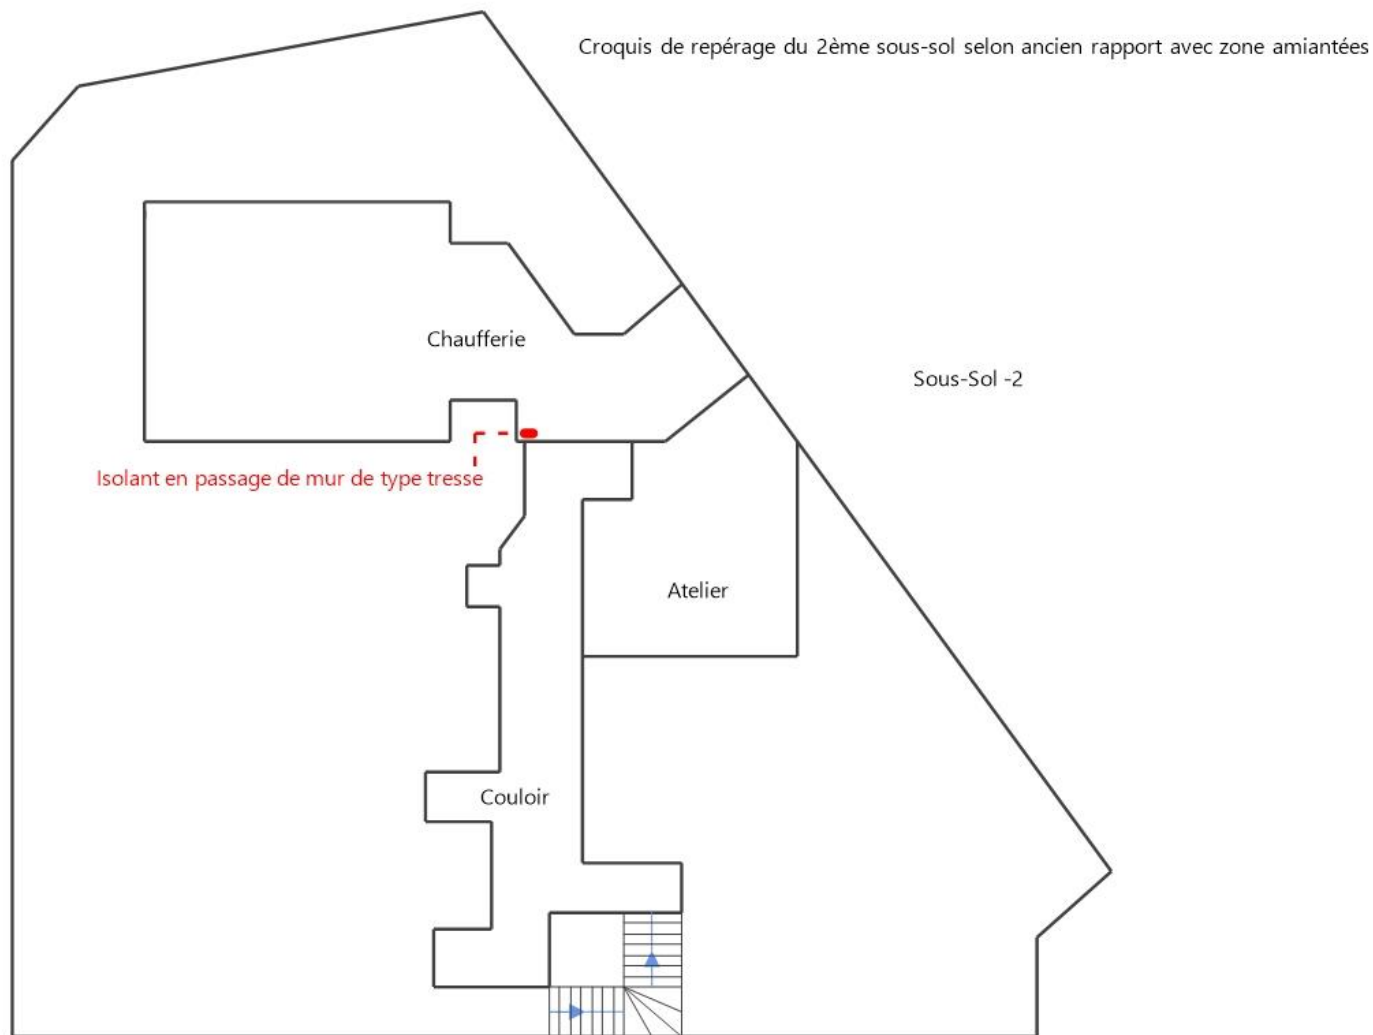 Croquis de repérage du 2ème sous-sol selon ancien rapport avec zone amiantées
Chaufferie
Sous-Sol -2
Isolant en passage de mur de type tresse
Atelier
Couloir